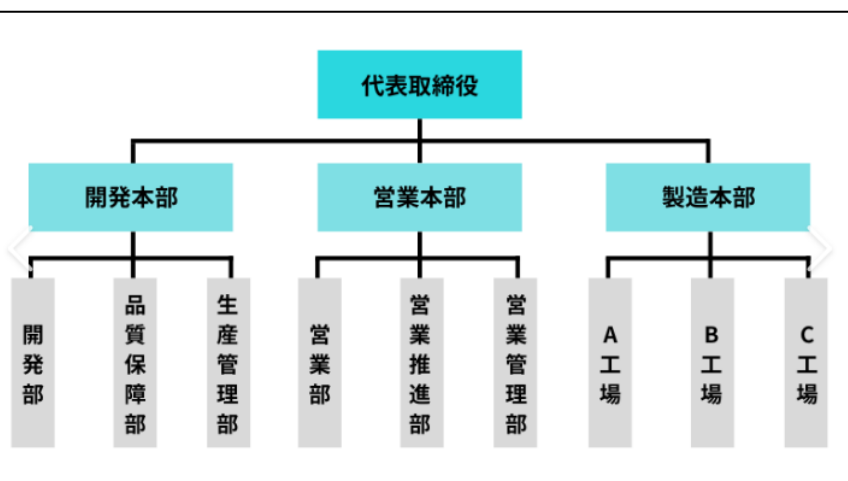 代表取締役
開発本部
営業本部
製造本部
開発部
品質保障部
生産管理部
営業部
営業推進部
営業管理部
A工場
B工場
C工場